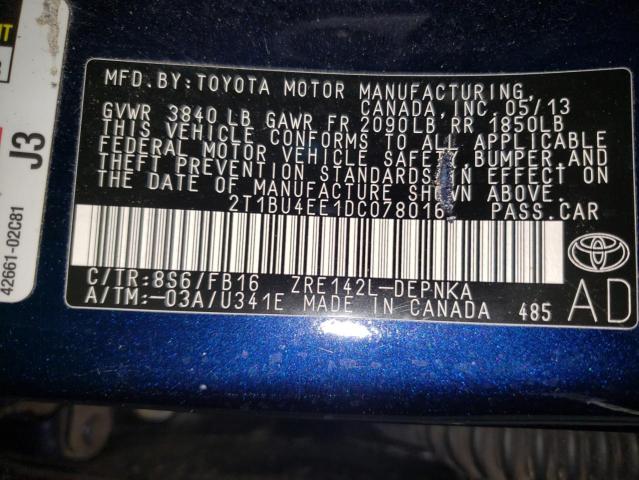 MFD. BY: TOYOTA MOTOR MANUFACTURING,
CANADA, INC. 05/13
GVWR 3840 LB GAWR FR 2090LB, RR 1850LB
THIS VEHICLE CONFORMS TO ALL APPLICABLE
FEDERAL MOTOR VEHICLE SAFETY, BUMPER, AND
THEFT PREVENTION STANDARDS IN EFFECT ON
THE DATE OF MANUFACTURE SHOWN ABOVE.
2T1BU4EE1DC078016 PASS.CAR
C/TR: 8S6/FB16 ZRE142L-DEPNKA
A/TM: -03A/U341E MADE IN CANADA 485
AD
J3
42661-02C81